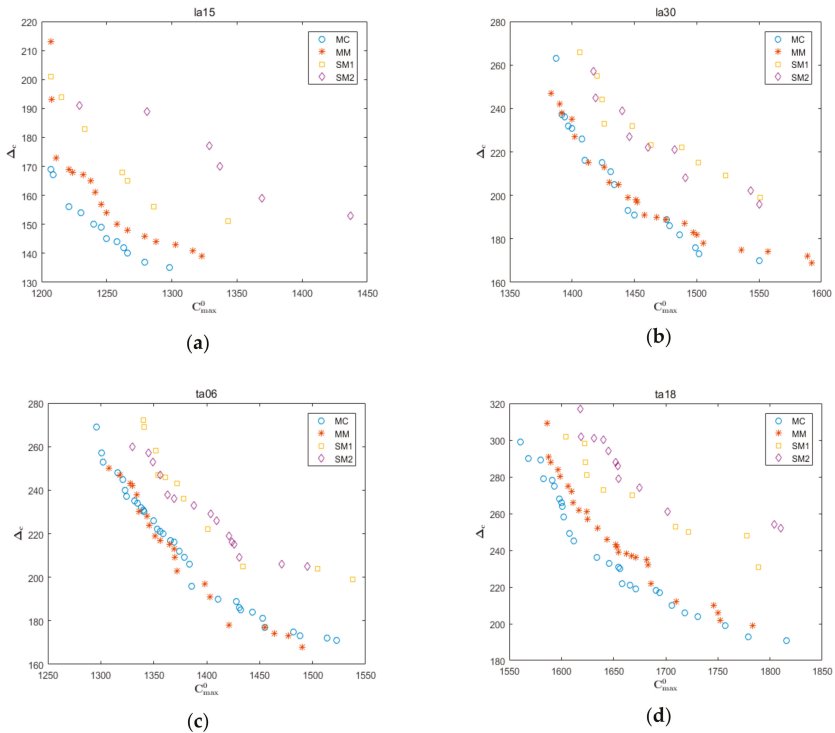 la15
220
210
200
190
180
170
160
150
140
130
Δc
1200
1250
1300
1350
1400
1450
C⁰max
MC
MM
SM1
SM2
(a)
la30
280
260
240
220
200
180
160
Δc
1350
1400
1450
1500
1550
1600
C⁰max
MC
MM
SM1
SM2
(b)
ta06
280
260
240
220
200
180
160
Δc
1300
1350
1400
1450
1500
1550
1200
C⁰max
MC
MM
SM1
SM2
(c)
ta18
320
300
280
260
240
220
200
180
Δc
1550
1600
1650
1700
1750
1800
1850
C⁰max
MC
MM
SM1
SM2
(d)